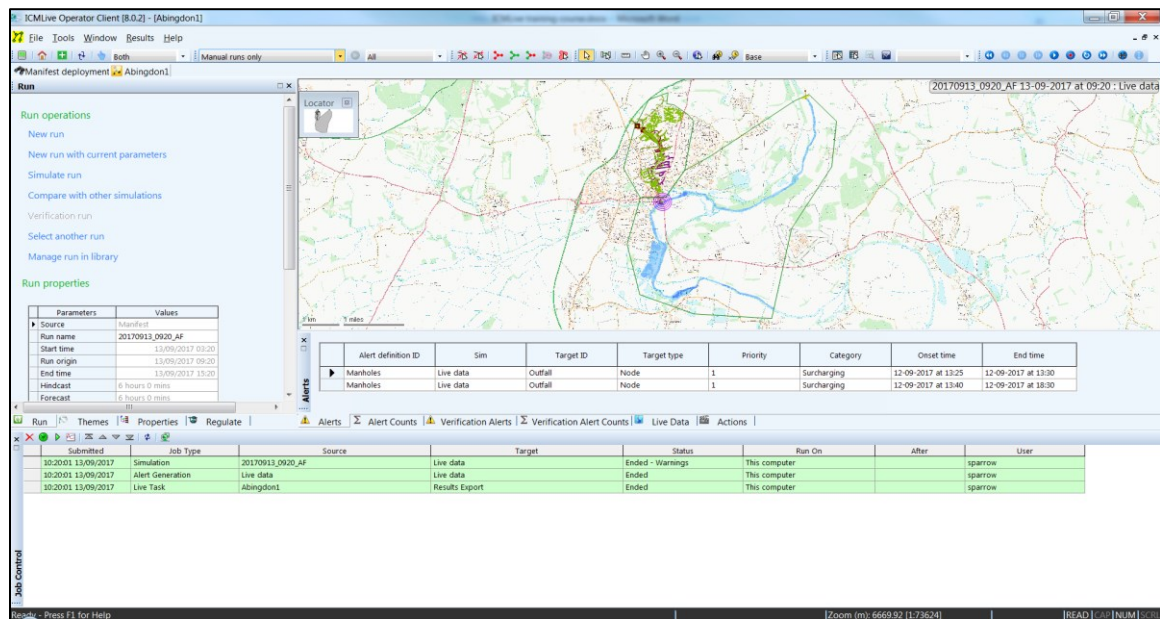 ICMLive Operator Client [8.0.2] - [Abingdon1]
File Tools Window Results Help
Both Manual runs only All Base
Manifest deployment Abingdon1
Run
Run operations
New run
New run with current parameters
Simulate run
Compare with other simulations
Verification run
Select another run
Manage run in library
Run properties
Parameters Values
Source Manifest
Run name 20170913_0920_AF
Start time 13/09/2017 03:20
Run origin 13/09/2017 09:20
End time 13/09/2017 15:20
Hindcast 6 hours 0 mins
Forecast 6 hours 0 mins
Run Themes Properties Regulate
Locator
20170913_0920_AF 13-09-2017 at 09:20 : Live data
1 km 1 miles
Alerts
Alert definition ID Sim Target ID Target type Priority Category Onset time End time
Manholes Live data Outfall Node 1 Surcharging 12-09-2017 at 13:25 12-09-2017 at 13:30
Manholes Live data Outfall Node 1 Surcharging 12-09-2017 at 13:40 12-09-2017 at 18:30
Alerts Σ Alert Counts Verification Alerts Σ Verification Alert Counts Live Data Actions
Submitted Job Type Source Target Status Run On After User
10:20:01 13/09/2017 Simulation 20170913_0920_AF Live data Ended - Warnings This computer sparrow
10:20:01 13/09/2017 Alert Generation Live data Live data Ended This computer sparrow
10:20:01 13/09/2017 Live Task Abingdon1 Results Export Ended This computer sparrow
Job Control
Ready - Press F1 for Help
Zoom (m): 6669.92 [1:73624]
READ CAP NUM SCRL